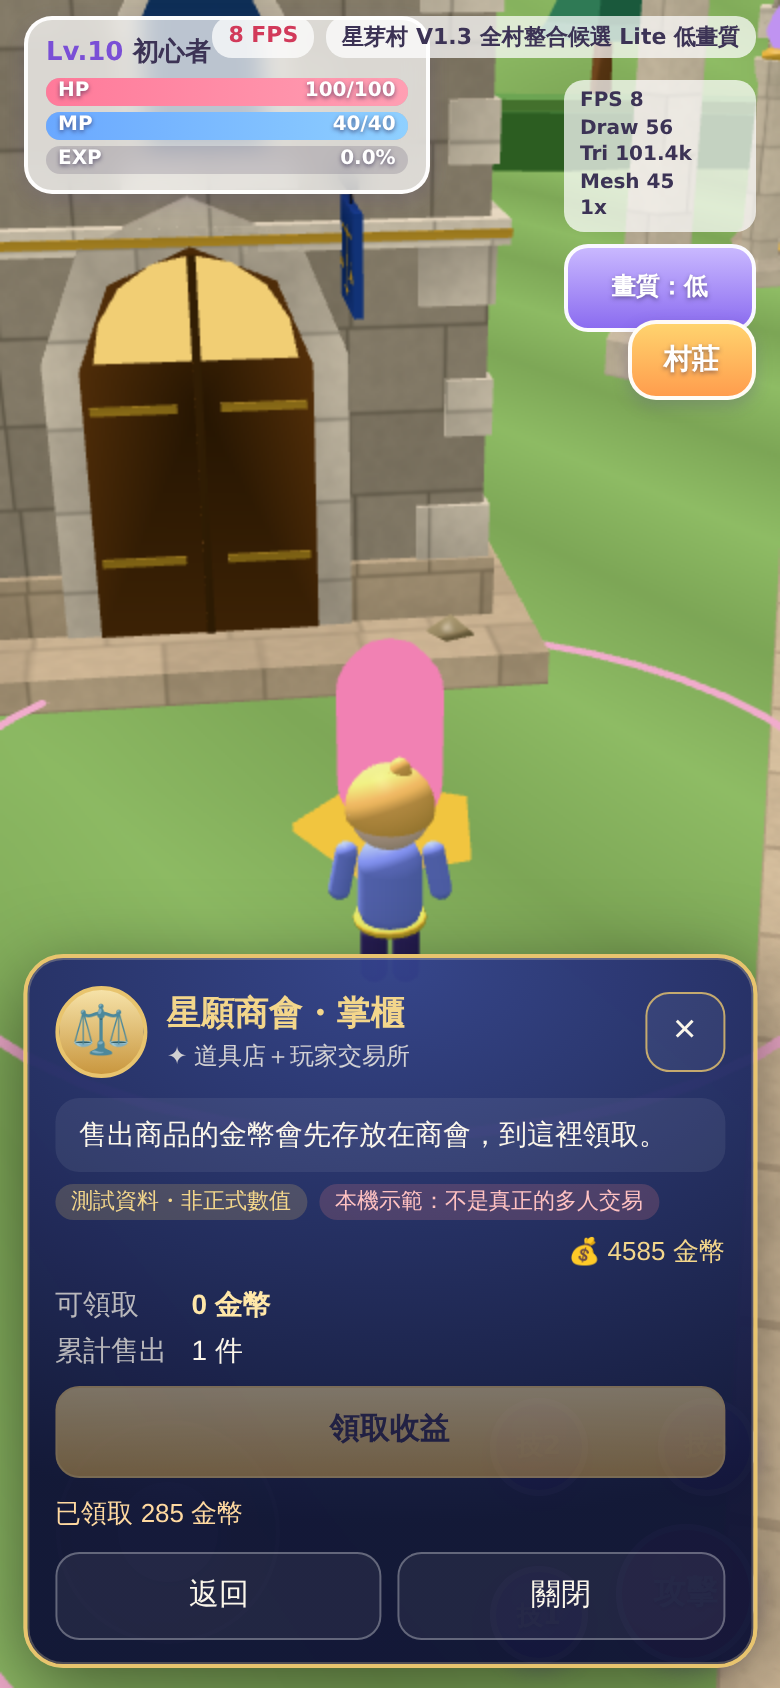 Lv.10 初心者
8 FPS
星芽村 V1.3 全村整合候選 Lite 低畫質
HP 100/100
MP 40/40
EXP 0.0%
FPS 8
Draw 56
Tri 101.4k
Mesh 45
1x
畫質：低
村莊
星願商會・掌櫃
✦ 道具店＋玩家交易所
×
售出商品的金幣會先存放在商會，到這裡領取。
測試資料・非正式數值
本機示範：不是真正的多人交易
💰 4585 金幣
可領取 0 金幣
累計售出 1 件
領取收益
已領取 285 金幣
返回
關閉